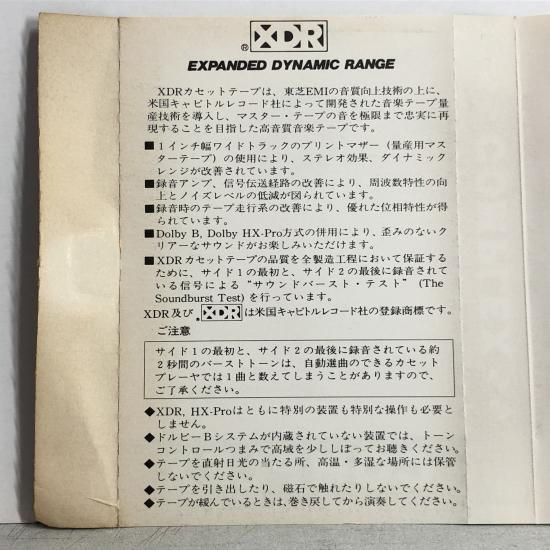 ® XDR
EXPANDED DYNAMIC RANGE
XDRカセットテープは、東芝EMIの音質向上技術の上に、
米国キャピトルレコード社によって開発された音楽テープ量
産技術を導入し、マスター・テープの音を極限まで忠実に再
現することを目指した高音質音楽テープです。
■1インチ幅ワイドトラックのプリントマザー（量産用マス
ターテープ）の使用により、ステレオ効果、ダイナミック
レンジが改善されています。
■録音アンプ、信号伝送経路の改善により、周波数特性の向
上とノイズレベルの低減が図られています。
■録音時のテープ走行系の改善により、優れた位相特性が得
られています。
■Dolby B, Dolby HX-Pro方式の併用により、歪みのないク
リアーなサウンドがお楽しみいただけます。
■XDRカセットテープの品質を全製造工程において保証する
ために、サイド1の最初と、サイド2の最後に録音されて
いる信号による“サウンドバースト・テスト”(The
Soundburst Test) を行っています。
XDR及び ® XDR は米国キャピトルレコード社の登録商標です。
ご注意
サイド1の最初と、サイド2の最後に録音されている約
2秒間のバーストトーンは、自動選曲のできるカセット
プレーヤでは1曲と数えてしまうことがありますので、
ご了承ください。
◆XDR, HX-Proはともに特別の装置も特別な操作も必要と
しません。
◆ドルビーBシステムが内蔵されていない装置では、トーン
コントロールつまみで高域を少ししぼってお聴きください。
◆テープを直射日光の当たる所、高温・多湿な場所には保管
しないでください。
◆テープを引き出したり、磁石で触れたりしないでください。
◆テープが緩んでいるときは、巻き戻してから演奏してください。